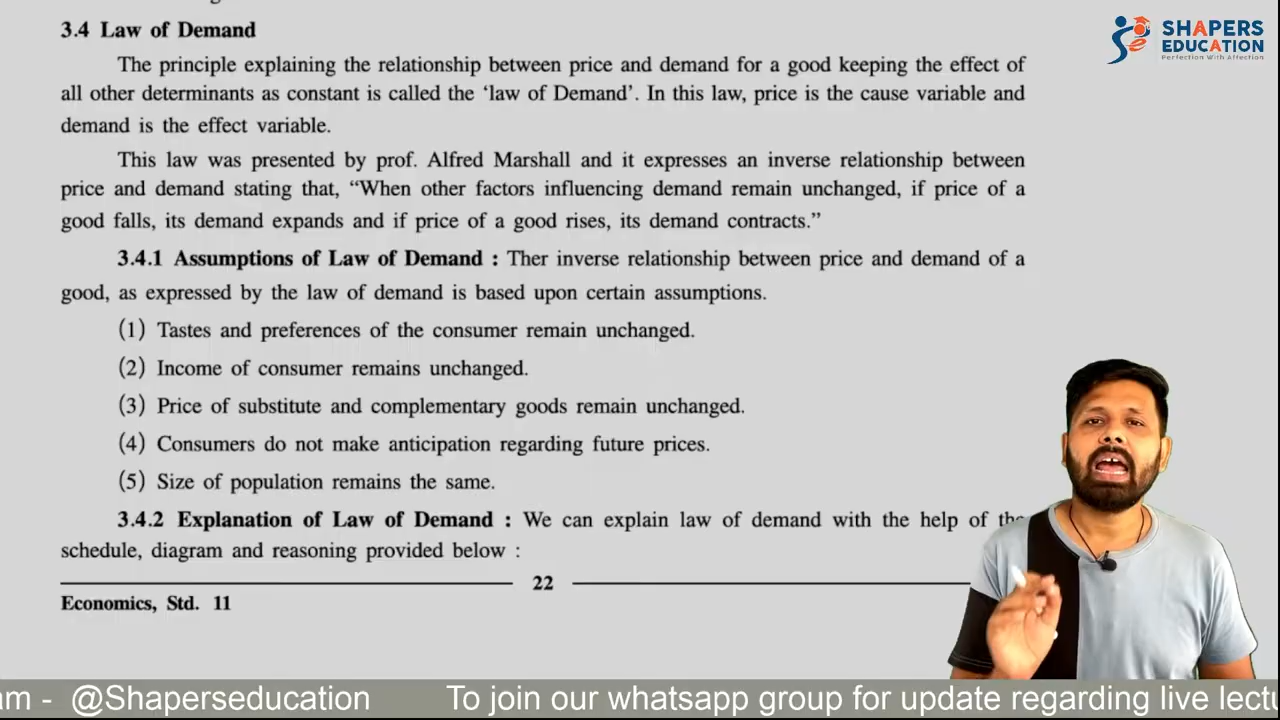 3.4 Law of Demand
SHAPERS
EDUCATION
Perfection With Affection
The principle explaining the relationship between price and demand for a good keeping the effect of
all other determinants as constant is called the ‘law of Demand’. In this law, price is the cause variable and
demand is the effect variable.
This law was presented by prof. Alfred Marshall and it expresses an inverse relationship between
price and demand stating that, “When other factors influencing demand remain unchanged, if price of a
good falls, its demand expands and if price of a good rises, its demand contracts.”
3.4.1 Assumptions of Law of Demand : Ther inverse relationship between price and demand of a
good, as expressed by the law of demand is based upon certain assumptions.
(1) Tastes and preferences of the consumer remain unchanged.
(2) Income of consumer remains unchanged.
(3) Price of substitute and complementary goods remain unchanged.
(4) Consumers do not make anticipation regarding future prices.
(5) Size of population remains the same.
3.4.2 Explanation of Law of Demand : We can explain law of demand with the help of the
schedule, diagram and reasoning provided below :
22
Economics, Std. 11
am - @Shaperseducation To join our whatsapp group for update regarding live lectu